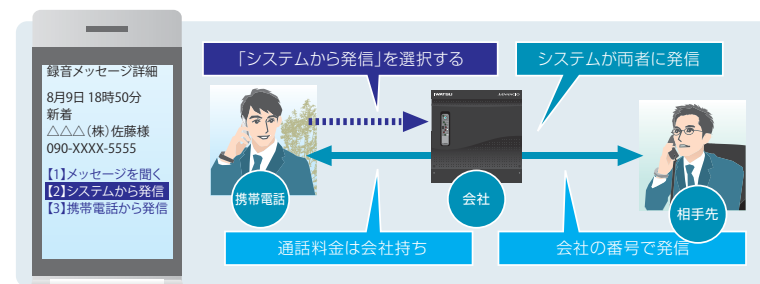 録音メッセージ詳細
8月9日 18時50分
新着
△△△(株)佐藤様
090-XXXX-5555
【1】メッセージを聞く
【2】システムから発信
【3】携帯電話から発信
「システムから発信」を選択する
システムが両者に発信
IWATSU
携帯電話
会社
相手先
通話料金は会社持ち
会社の番号で発信